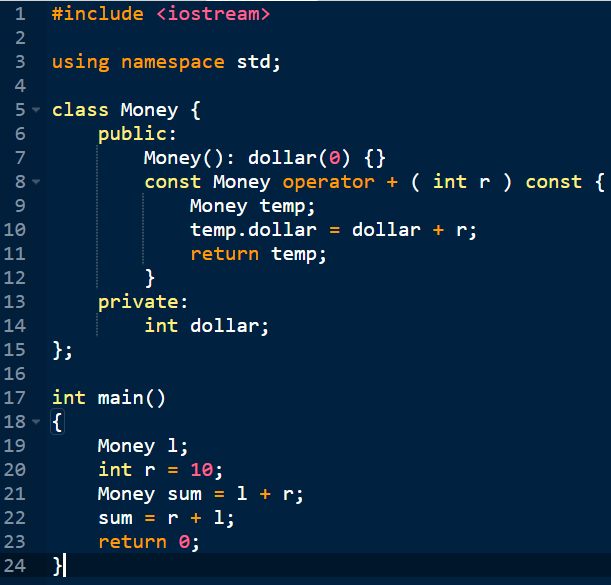 1 #include <iostream>
2
3 using namespace std;
4
5 class Money {
6     public:
7         Money(): dollar(0) {}
8         const Money operator + ( int r ) const {
9             Money temp;
10             temp.dollar = dollar + r;
11             return temp;
12         }
13     private:
14         int dollar;
15 };
16
17 int main()
18 {
19     Money l;
20     int r = 10;
21     Money sum = l + r;
22     sum = r + l;
23     return 0;
24 }